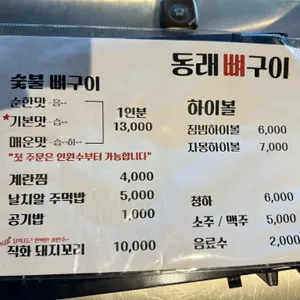 동래 뼈구이
숯불 뼈구이
순한맛 -음··
★기본맛 -습··
매운맛 -습··하··
1인분
13,000
"첫 주문은 인원수부터 가능합니다"
계란찜 4,000
날치알 주먹밥 5,000
공기밥 1,000
직화 돼지꼬리 10,000
하이볼
짐빔하이볼 6,000
자몽하이볼 7,000
청하 6,000
소주 / 맥주 5,000
음료수 2,000